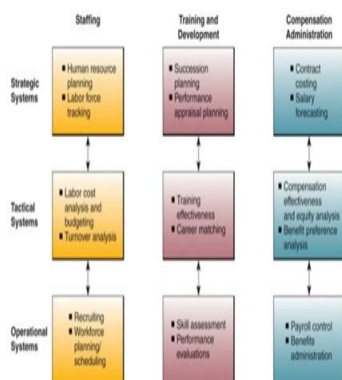 Staffing
Training and
Development
Compensation
Administration
Strategic
Systems
■ Human resource
planning
■ Labor force
tracking
■ Succession
planning
■ Performance
appraisal planning
■ Contract
costing
■ Salary
forecasting
Tactical
Systems
■ Labor cost
analysis and
budgeting
■ Turnover analysis
■ Training
effectiveness
■ Career matching
■ Compensation
effectiveness
and equity analysis
■ Benefit preference
analysis
Operational
Systems
■ Recruiting
■ Workforce
planning/
scheduling
■ Skill assessment
■ Performance
evaluations
■ Payroll control
■ Benefits
administration